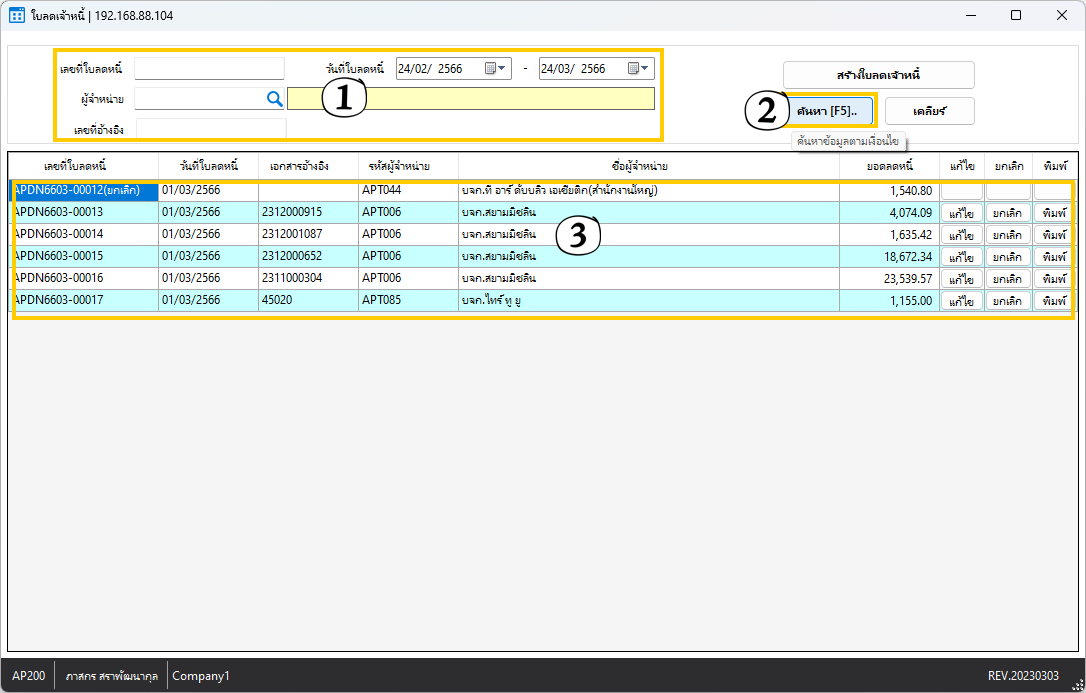 ใบลดเจ้าหนี้ | 192.168.88.104
เลขที่ใบลดหนี้ วันที่ใบลดหนี้ 24/02/ 2566 - 24/03/ 2566
สร้างใบลดเจ้าหนี้
ผู้จำหน่าย 1
2 ค้นหา [F5].. เคลียร์
เลขที่อ้างอิง
ค้นหาข้อมูลตามเงื่อนไข
เลขที่ใบลดหนี้ วันที่ใบลดหนี้ เอกสารอ้างอิง รหัสผู้จำหน่าย ชื่อผู้จำหน่าย ยอดลดหนี้ แก้ไข ยกเลิก พิมพ์
APDN6603-00012(ยกเลิก) 01/03/2566 APT044 บจก.ที อาร์ ดับบลิว เอเซียติก(สำนักงานใหญ่) 1,540.80
APDN6603-00013 01/03/2566 2312000915 APT006 บจก.สยามมิชลิน 4,074.09 แก้ไข ยกเลิก พิมพ์
APDN6603-00014 01/03/2566 2312001087 APT006 บจก.สยามมิชลิน 3 1,635.42 แก้ไข ยกเลิก พิมพ์
APDN6603-00015 01/03/2566 2312000652 APT006 บจก.สยามมิชลิน 18,672.34 แก้ไข ยกเลิก พิมพ์
APDN6603-00016 01/03/2566 2311000304 APT006 บจก.สยามมิชลิน 23,539.57 แก้ไข ยกเลิก พิมพ์
APDN6603-00017 01/03/2566 45020 APT085 บจก.ไทร์ ทู ยู 1,155.00 แก้ไข ยกเลิก พิมพ์
AP200 ภาสกร สราพัฒนากุล Company1 REV.20230303